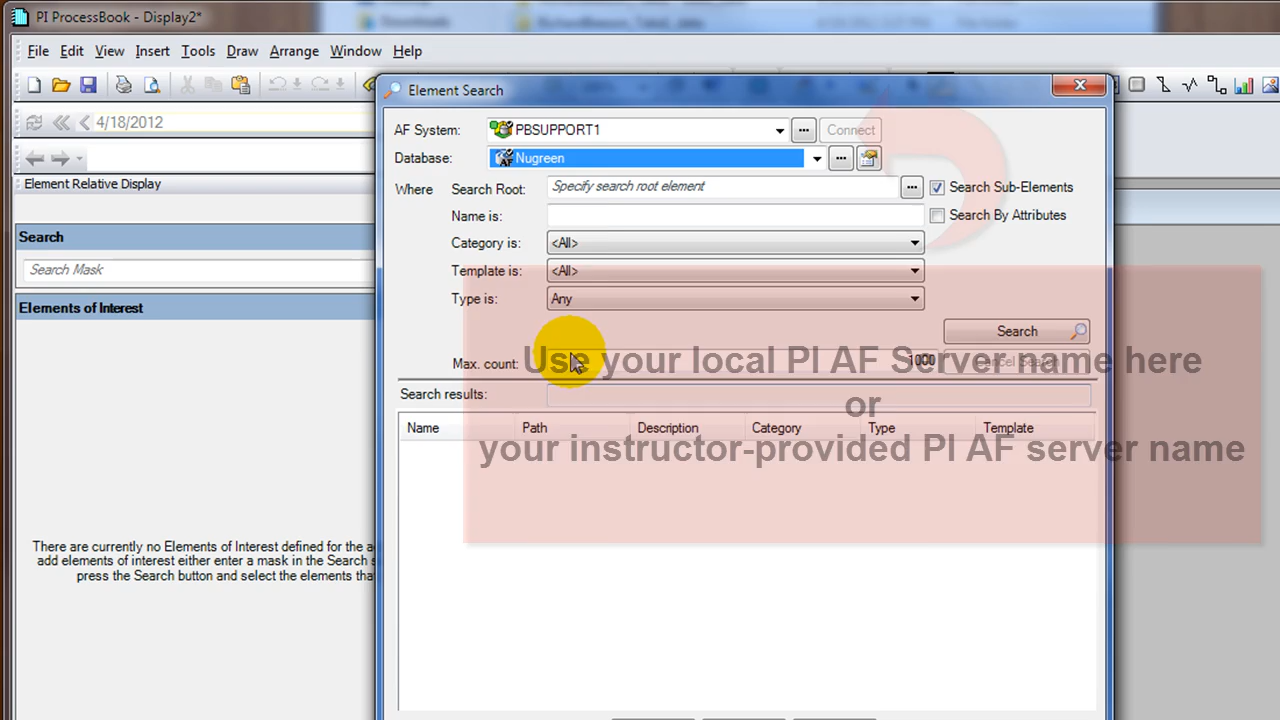 PI ProcessBook - Display2*
Downloads
File Edit View Insert Tools Draw Arrange Window Help
4/18/2012
Element Relative Display
Search
Search Mask
Elements of Interest
There are currently no Elements of Interest defined for the a
add elements of interest either enter a mask in the Search s
press the Search button and select the elements tha
Element Search
AF System: PBSUPPORT1 ... Connect
Database: Nugreen ...
Where Search Root: Specify search root element ... Search Sub-Elements
Name is: Search By Attributes
Category is: <All>
Template is: <All>
Type is: Any
Search
Max. count: 1000 Cancel Search
Search results:
Name Path Description Category Type Template
Use your local PI AF Server name here
or
your instructor-provided PI AF server name